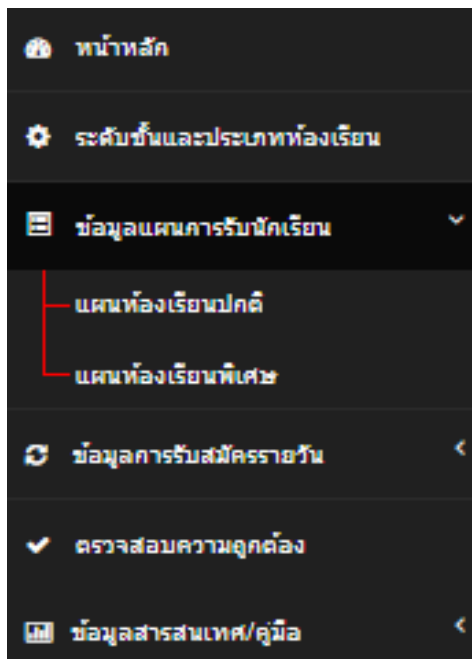 หน้าหลัก
ระดับชั้นและประเภทห้องเรียน
ข้อมูลแผนการรับนักเรียน
แผนห้องเรียนปกติ
แผนห้องเรียนพิเศษ
ข้อมูลการรับสมัครรายวัน
ตรวจสอบความถูกต้อง
ข้อมูลสารสนเทศ/คู่มือ